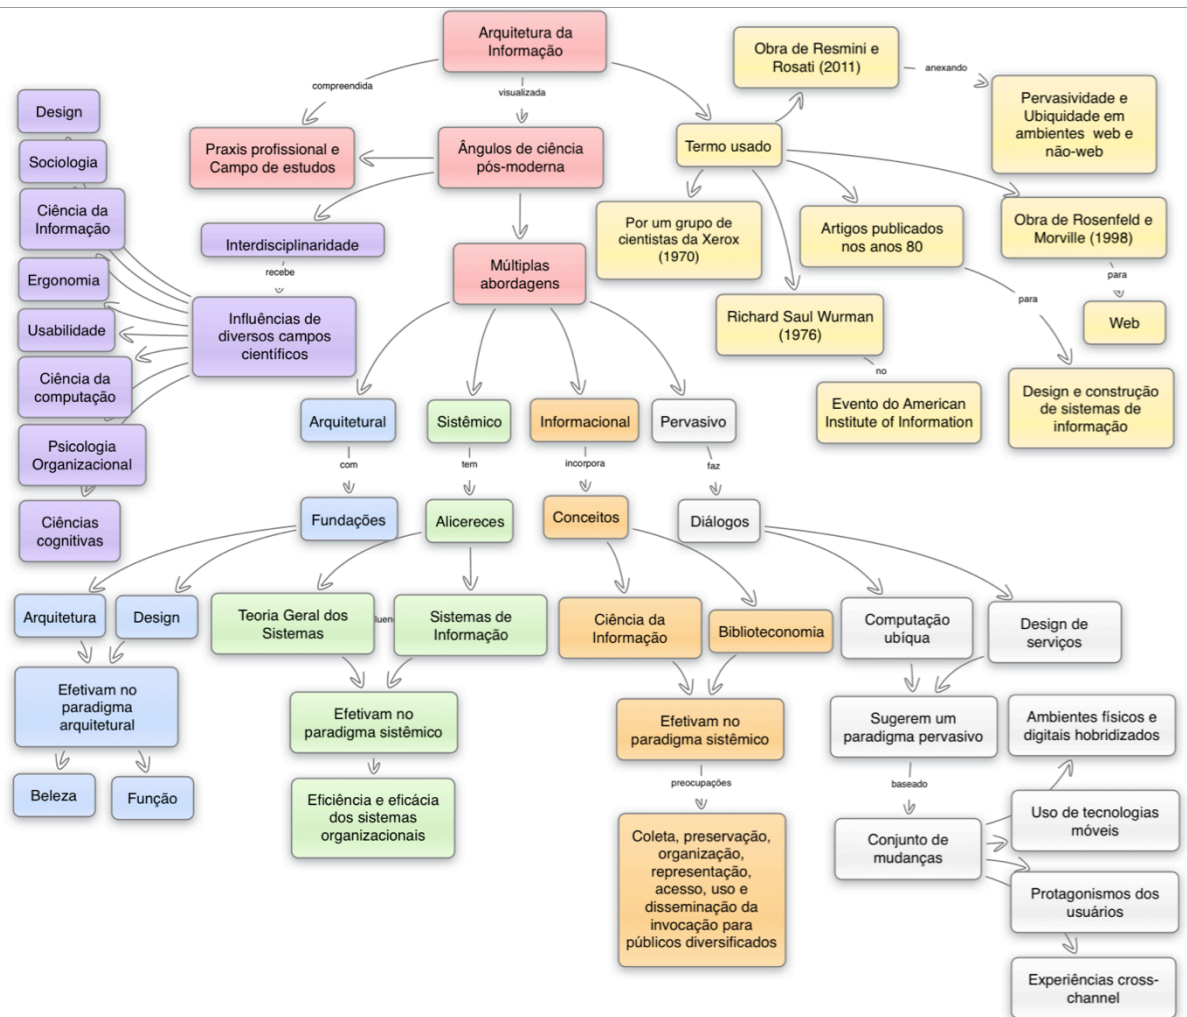 Arquitetura da
Informação
compreendida
visualizada
Obra de Resmini e
Rosati (2011)
anexando
Pervasividade e
Ubiquidade em
ambientes web e
não-web
Praxis profissional e
Campo de estudos
Ângulos de ciência
pós-moderna
Termo usado
Por um grupo de
cientistas da Xerox
(1970)
Artigos publicados
nos anos 80
Obra de Rosenfeld e
Morville (1998)
para
Web
Richard Saul Wurman
(1976)
no
Evento do American
Institute of Information
para
Design e construção
de sistemas de
informação
Interdisciplinaridade
recebe
Influências de
diversos campos
científicos
Design
Sociologia
Ciência da
Informação
Ergonomia
Usabilidade
Ciência da
computação
Psicologia
Organizacional
Ciências
cognitivas
Múltiplas
abordagens
Arquitetural
Sistêmico
Informacional
Pervasivo
com
tem
incorpora
faz
Fundações
Alicereces
Conceitos
Diálogos
Arquitetura
Design
Teoria Geral dos
Sistemas
luen
Sistemas de
Informação
Ciência da
Informação
Biblioteconomia
Computação
ubíqua
Design de
serviços
Efetivam no
paradigma
arquitetural
Beleza
Função
Efetivam no
paradigma sistêmico
Eficiência e eficácia
dos sistemas
organizacionais
Efetivam no
paradigma sistêmico
preocupações
Coleta, preservação,
organização,
representação,
acesso, uso e
disseminação da
invocação para
públicos diversificados
Sugerem um
paradigma pervasivo
baseado
Conjunto de
mudanças
Ambientes físicos e
digitais hobridizados
Uso de tecnologias
móveis
Protagonismos dos
usuários
Experiências cross-
channel